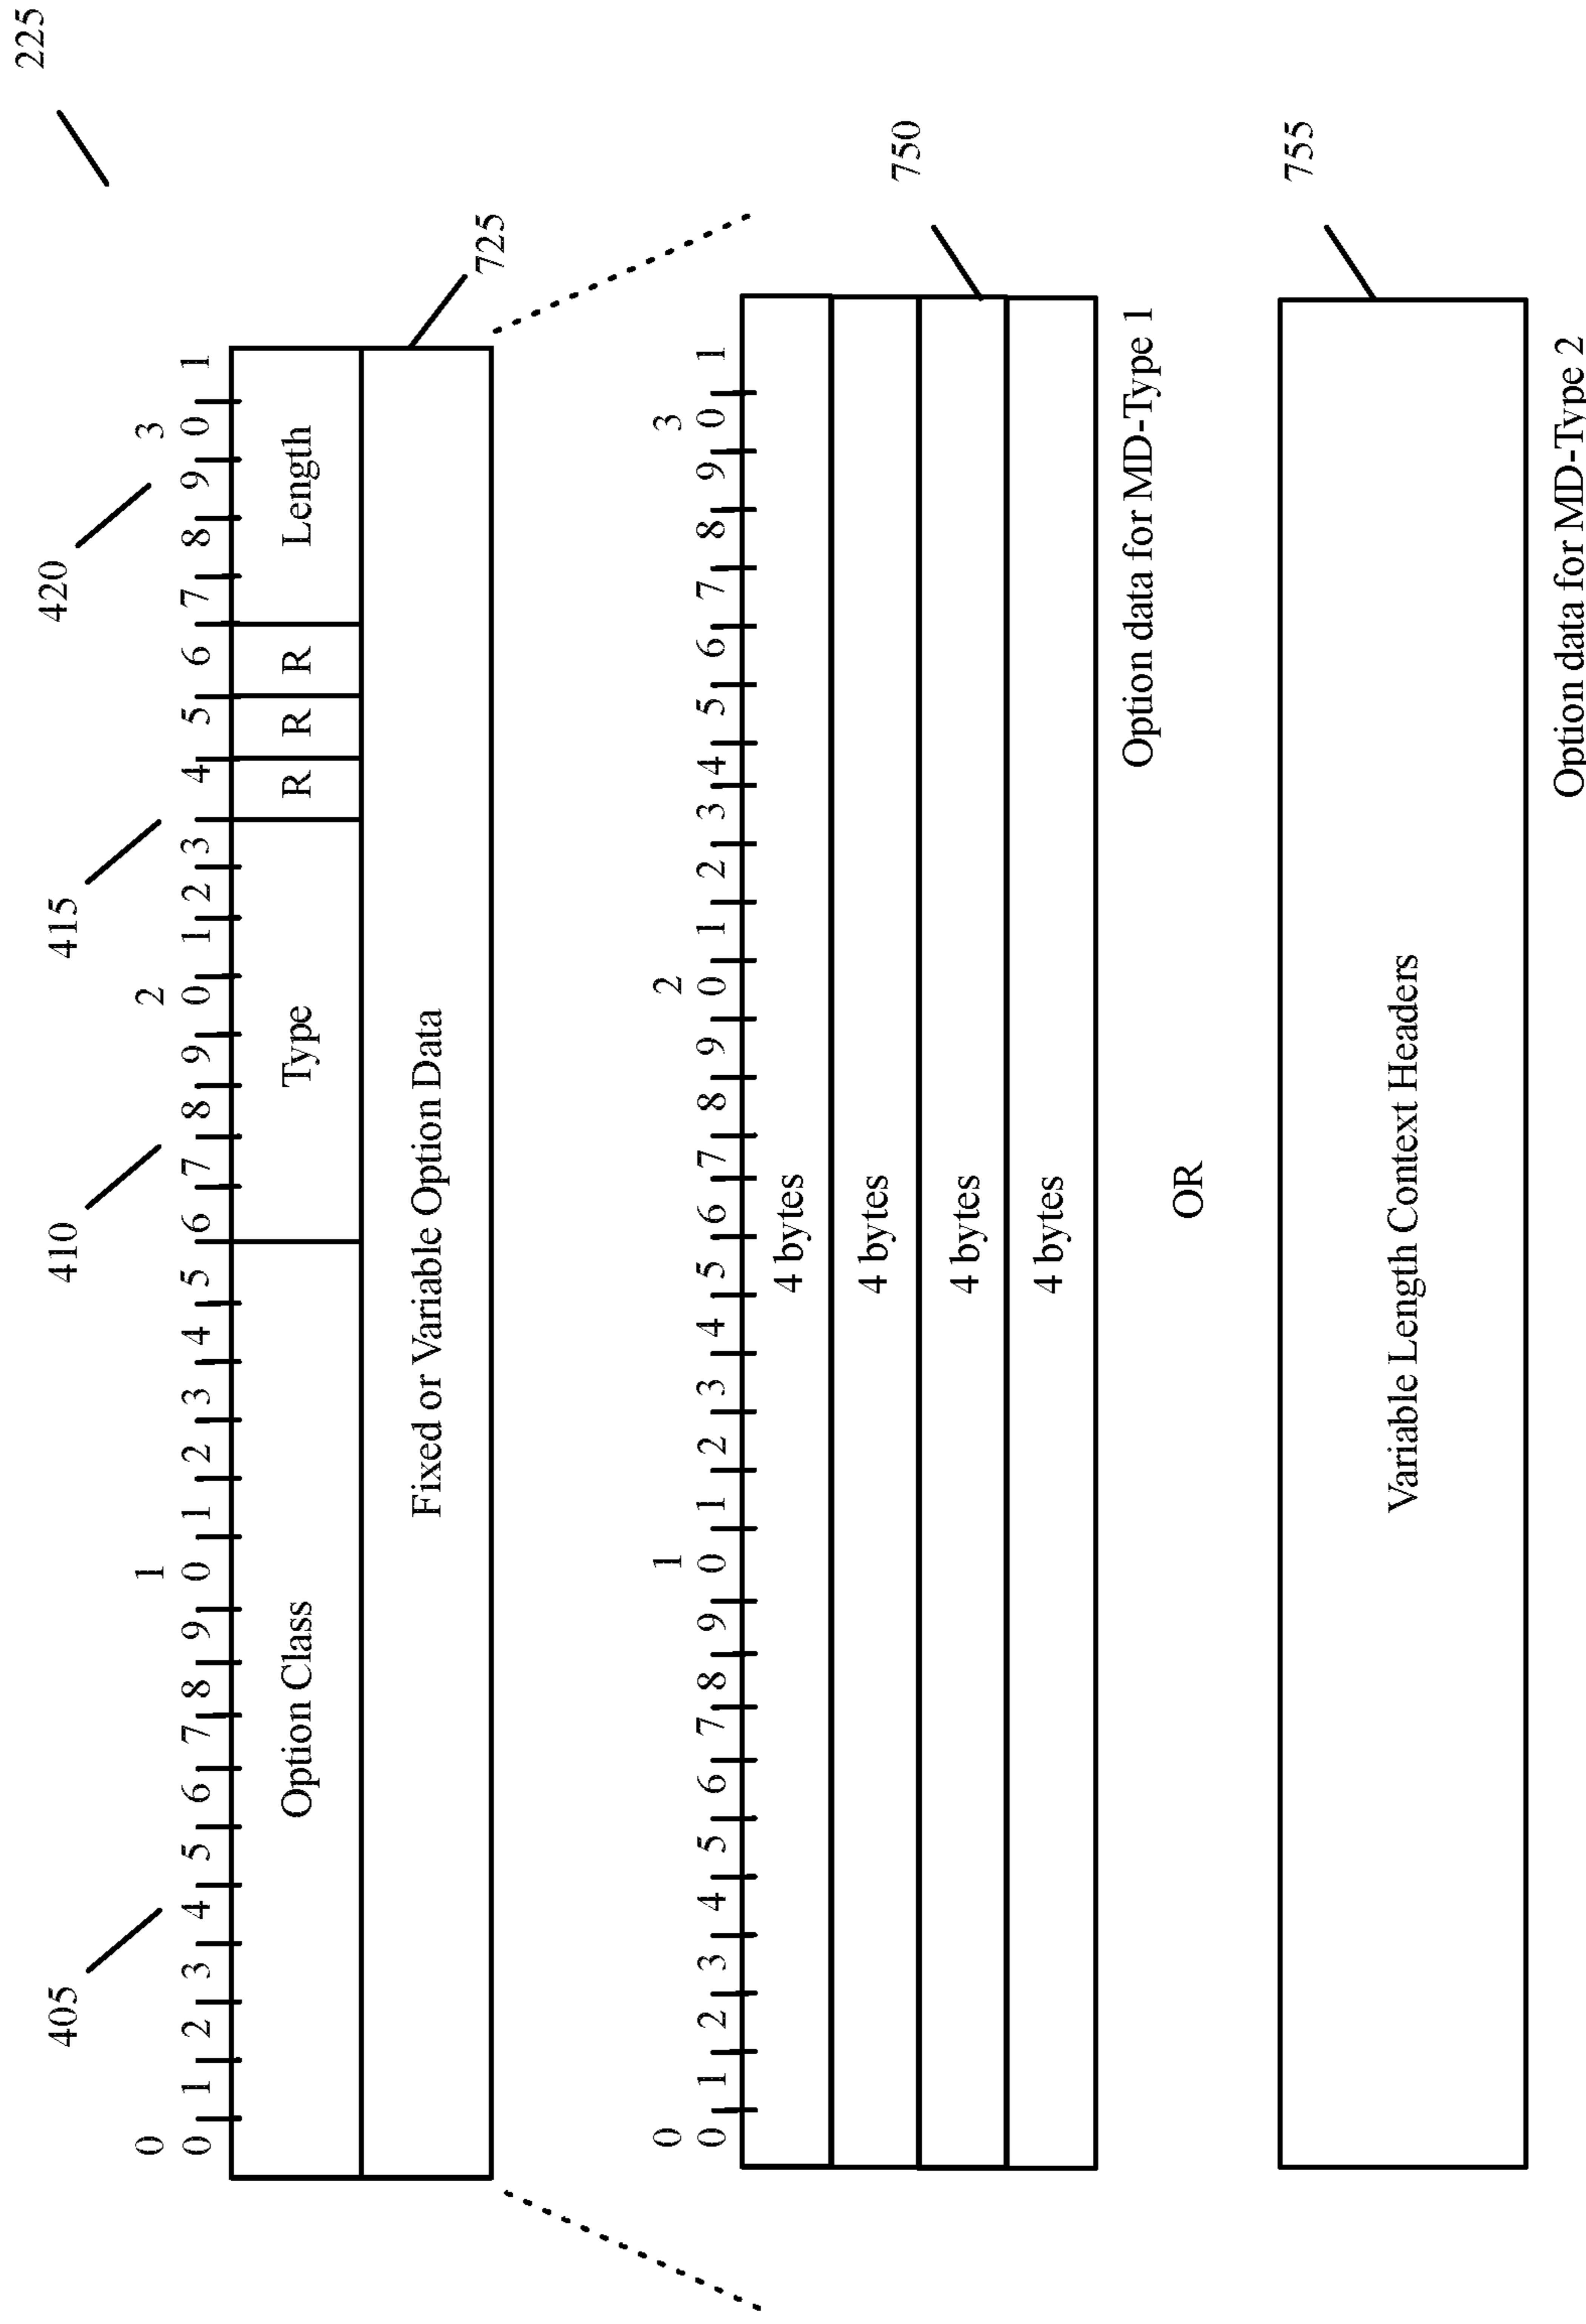 225
405 410 415 420
0 1 2 3
0 1 2 3 4 5 6 7 8 9 0 1 2 3 4 5 6 7 8 9 0 1 2 3 4 5 6 7 8 9 0 1
Option Class Type R R R Length
Fixed or Variable Option Data
725
0 1 2 3
0 1 2 3 4 5 6 7 8 9 0 1 2 3 4 5 6 7 8 9 0 1 2 3 4 5 6 7 8 9 0 1
4 bytes
4 bytes
750
4 bytes
4 bytes
Option data for MD-Type 1
OR
755
Variable Length Context Headers
Option data for MD-Type 2